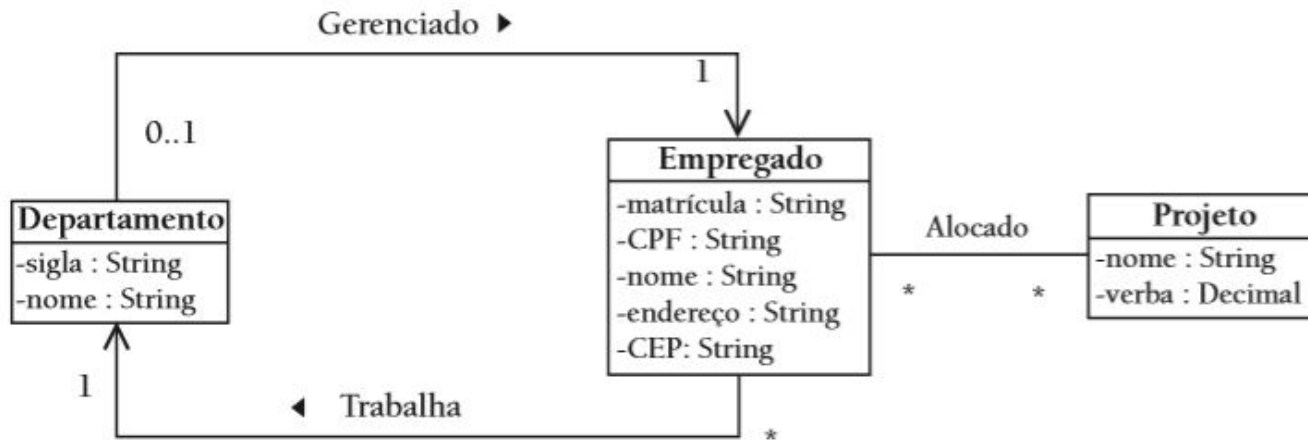 Gerenciado ▶
1
0..1
Departamento
-sigla : String
-nome : String
Empregado
-matrícula : String
-CPF : String
-nome : String
-endereço : String
-CEP: String
Alocado
* *
Projeto
-nome : String
-verba : Decimal
1
◀ Trabalha
*